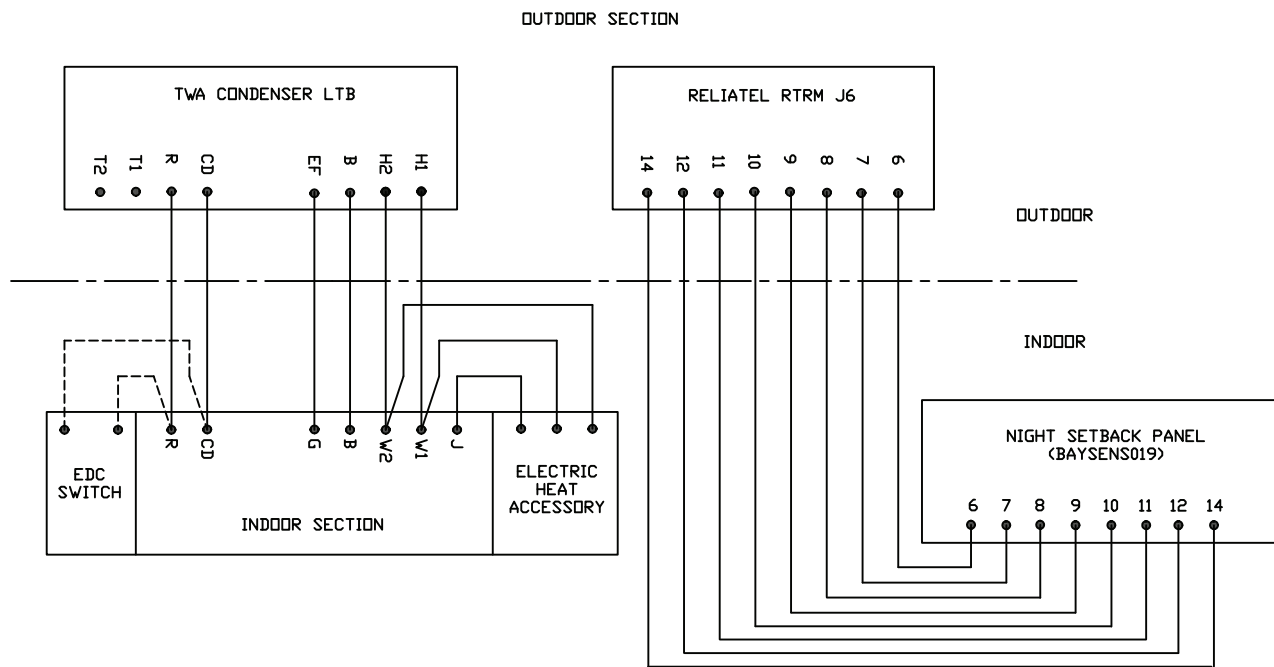 OUTDOOR SECTION
TWA CONDENSER LTB
T2 T1 R CD EF B H2 H1
RELIATEL RTRM J6
14 12 11 10 9 8 7 6
OUTDOOR
INDOOR
EDC
SWITCH
R CD G B W2 W1 J
INDOOR SECTION
ELECTRIC
HEAT
ACCESSORY
NIGHT SETBACK PANEL
(BAYSENS019)
6 7 8 9 10 11 12 14